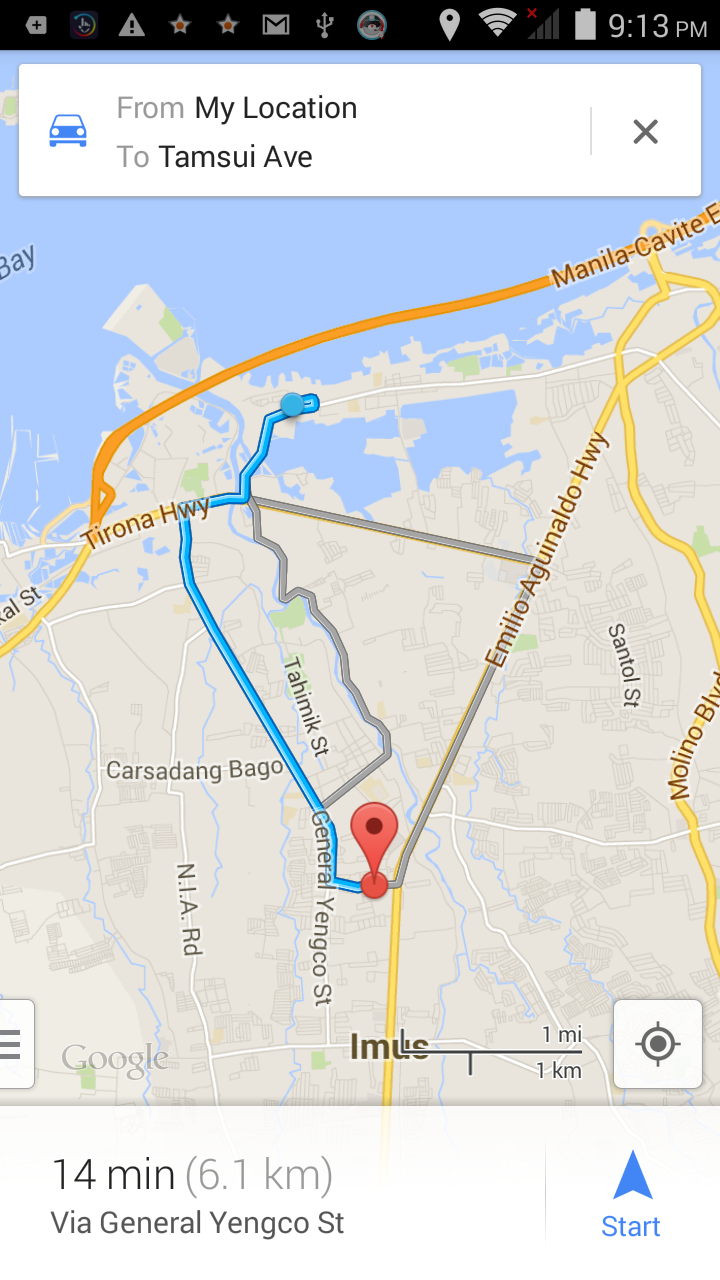 9:13 PM
From My Location
To Tamsui Ave
Bay
Manila-Cavite E
Tirona Hwy
Emilio Aguinaldo Hwy
Santol St
Tahimik St
Molino Blvd
Carsadang Bago
General Yengco St
N.I.A. Rd
Imus
1 mi
Google
1 km
14 min (6.1 km)
Via General Yengco St
Start